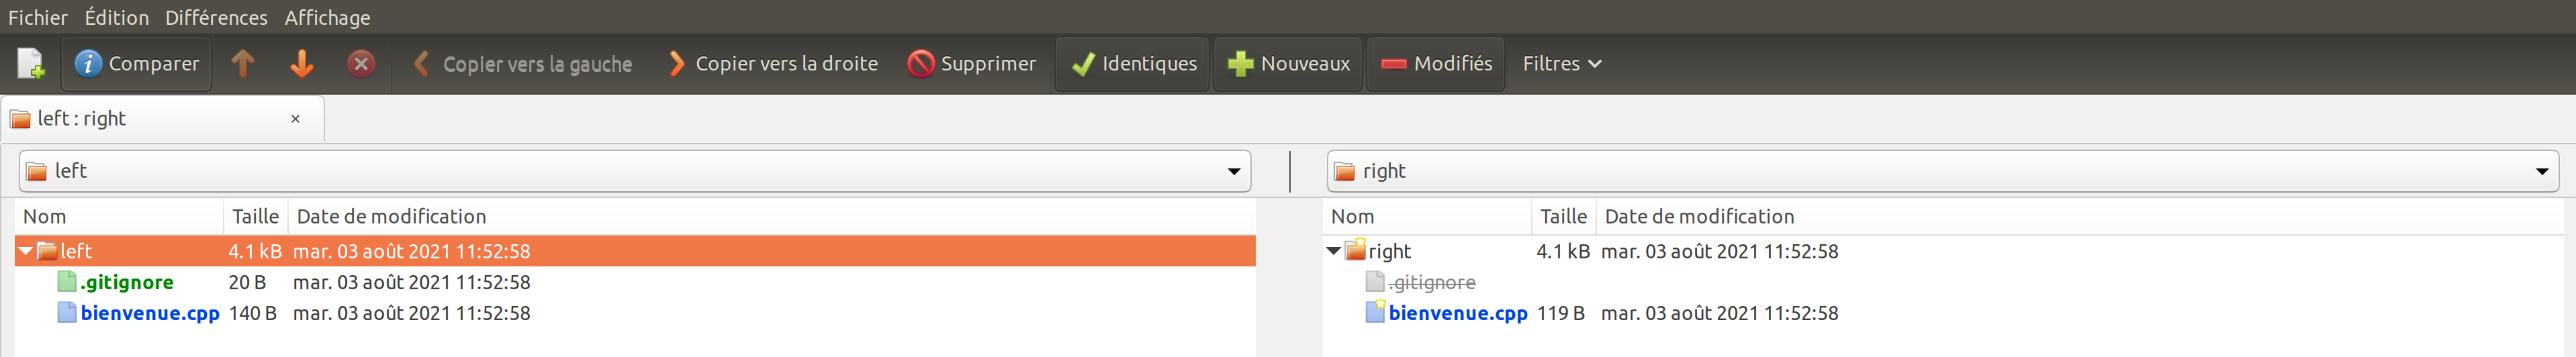 Fichier Édition Différences Affichage
Comparer Copier vers la gauche Copier vers la droite Supprimer Identiques Nouveaux Modifiés Filtres
left : right ×
left right
Nom Taille Date de modification Nom Taille Date de modification
left 4.1 kB mar. 03 août 2021 11:52:58 right 4.1 kB mar. 03 août 2021 11:52:58
.gitignore 20 B mar. 03 août 2021 11:52:58 .gitignore
bienvenue.cpp 140 B mar. 03 août 2021 11:52:58 bienvenue.cpp 119 B mar. 03 août 2021 11:52:58